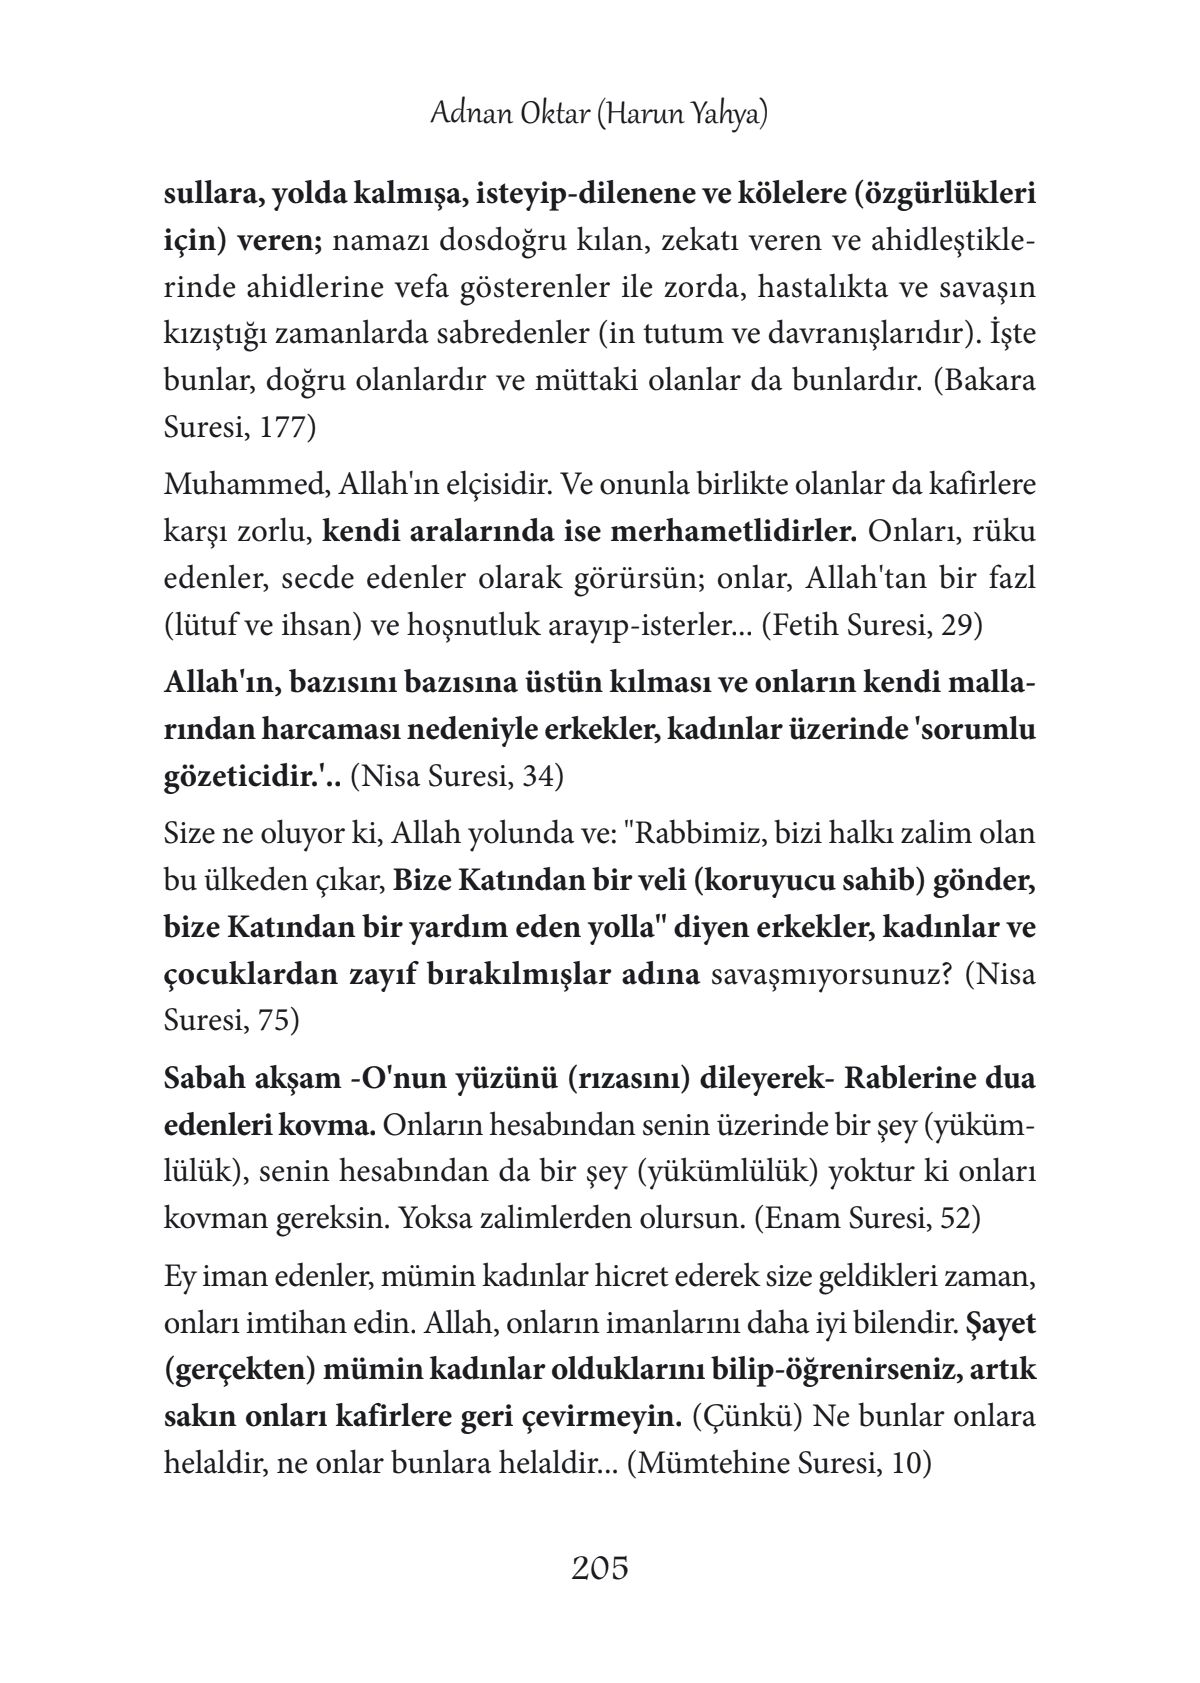 Adnan Oktar (Harun Yahya)
sullara, yolda kalmışa, isteyip-dilenene ve kölelere (özgürlükleri
için) veren; namazı dosdoğru kılan, zekatı veren ve ahidleştikle-
rinde ahidlerine vefa gösterenler ile zorda, hastalıkta ve savaşın
kızıştığı zamanlarda sabredenler (in tutum ve davranışlarıdır). İşte
bunlar, doğru olanlardır ve müttaki olanlar da bunlardır. (Bakara
Suresi, 177)
Muhammed, Allah'ın elçisidir. Ve onunla birlikte olanlar da kafirlere
karşı zorlu, kendi aralarında ise merhametlidirler. Onları, rüku
edenler, secde edenler olarak görürsün; onlar, Allah'tan bir fazl
(lütuf ve ihsan) ve hoşnutluk arayıp-isterler... (Fetih Suresi, 29)
Allah'ın, bazısını bazısına üstün kılması ve onların kendi malla-
rından harcaması nedeniyle erkekler, kadınlar üzerinde 'sorumlu
gözeticidir.'.. (Nisa Suresi, 34)
Size ne oluyor ki, Allah yolunda ve: "Rabbimiz, bizi halkı zalim olan
bu ülkeden çıkar, Bize Katından bir veli (koruyucu sahib) gönder,
bize Katından bir yardım eden yolla" diyen erkekler, kadınlar ve
çocuklardan zayıf bırakılmışlar adına savaşmıyorsunuz? (Nisa
Suresi, 75)
Sabah akşam -O'nun yüzünü (rızasını) dileyerek- Rablerine dua
edenleri kovma. Onların hesabından senin üzerinde bir şey (yüküm-
lülük), senin hesabından da bir şey (yükümlülük) yoktur ki onları
kovman gereksin. Yoksa zalimlerden olursun. (Enam Suresi, 52)
Ey iman edenler, mümin kadınlar hicret ederek size geldikleri zaman,
onları imtihan edin. Allah, onların imanlarını daha iyi bilendir. Şayet
(gerçekten) mümin kadınlar olduklarını bilip-öğrenirseniz, artık
sakın onları kafirlere geri çevirmeyin. (Çünkü) Ne bunlar onlara
helaldir, ne onlar bunlara helaldir... (Mümtehine Suresi, 10)
205